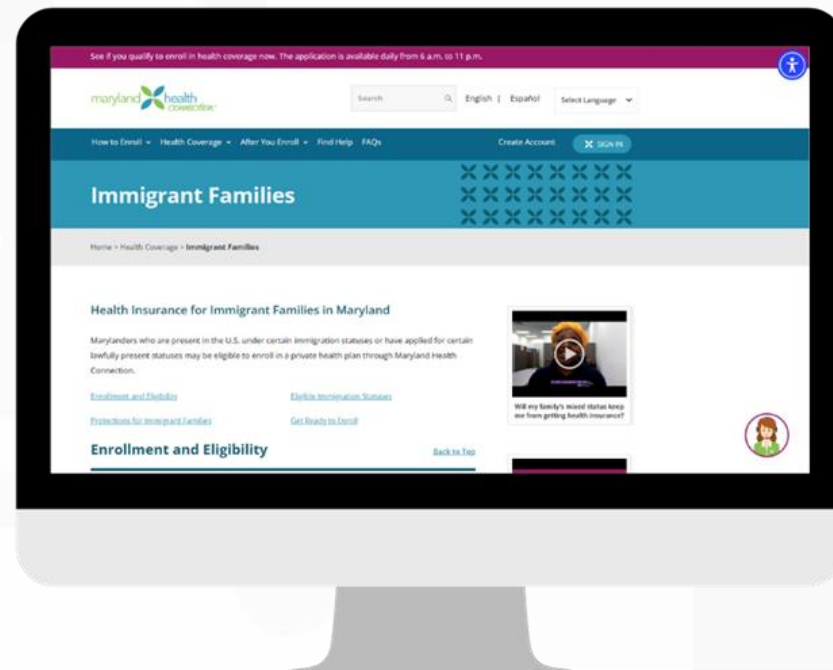 See if you qualify to enroll in health coverage now. The application is available daily from 6 a.m. to 11 p.m.
maryland health connection
Search
English | Español
Select Language
How to Enroll Health Coverage After You Enroll Find Help FAQs
Create Account
SIGN IN
Immigrant Families
Home > Health Coverage > Immigrant Families
Health Insurance for Immigrant Families in Maryland
Marylanders who are present in the U.S. under certain immigration statuses or have applied for certain
lawfully present statuses may be eligible to enroll in a private health plan through Maryland Health
Connection.
Enrollment and Eligibility
Eligible Immigration Statuses
Protections for Immigrant Families
Get Ready to Enroll
Enrollment and Eligibility
Back to Top
Will my family's mixed status keep
me from getting health insurance?